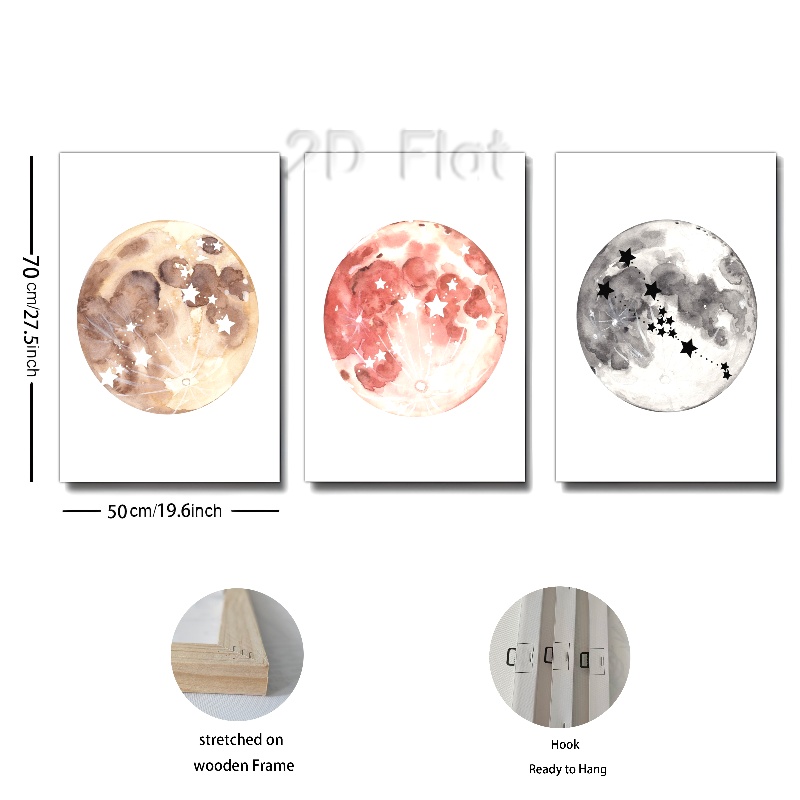 2D Flat
70 cm/27.5inch
50cm/19.6inch
stretched on
wooden Frame
Hook
Ready to Hang